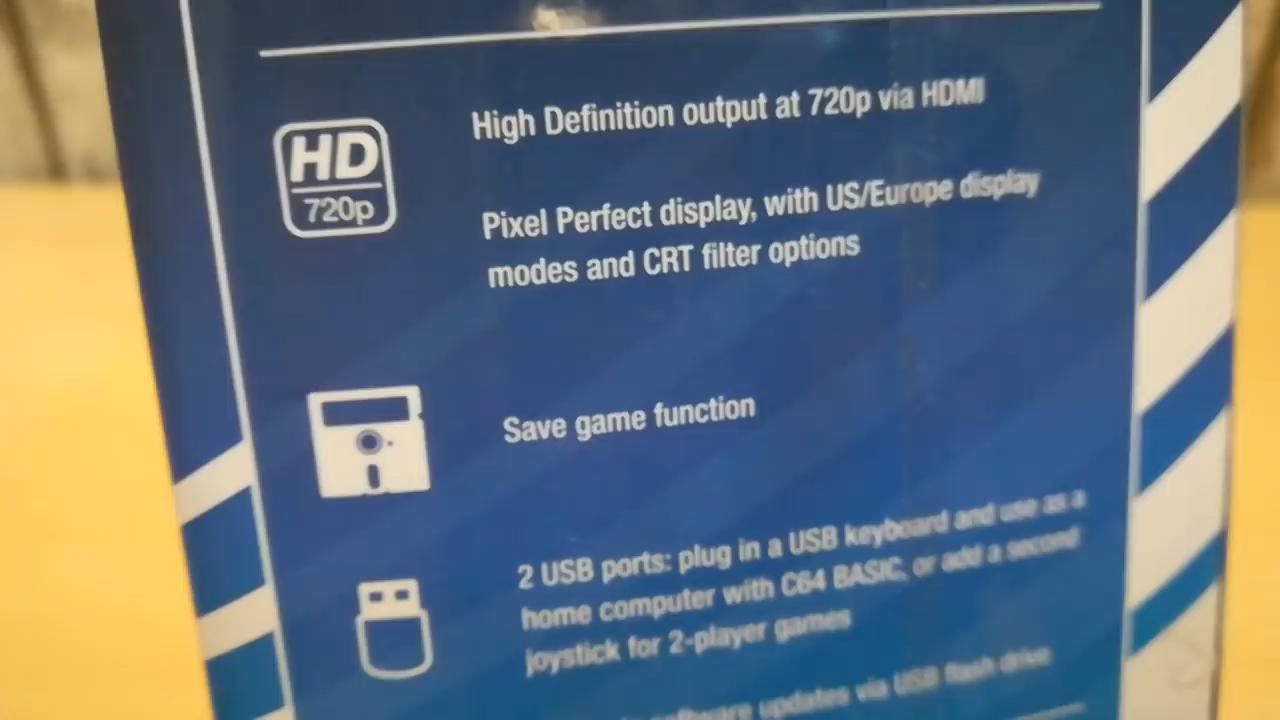 HD
720p
High Definition output at 720p via HDMI
Pixel Perfect display, with US/Europe display
modes and CRT filter options
Save game function
2 USB ports: plug in a USB keyboard and use as a
home computer with C64 BASIC, or add a second
joystick for 2-player games
software updates via USB flash drive